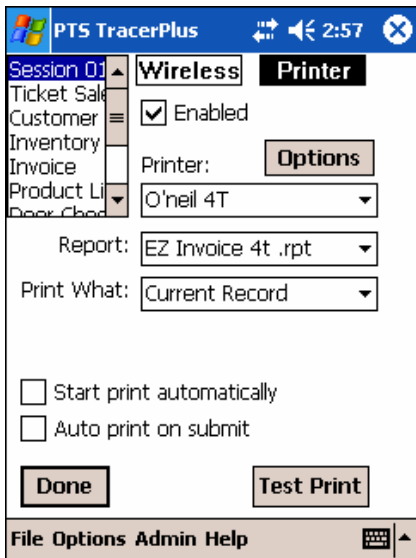 PTS TracerPlus 2:57
Session 01
Ticket Sale
Customer
Inventory
Invoice
Product Li
Wireless Printer
Enabled
Printer: Options
O'neil 4T
Report: EZ Invoice 4t .rpt
Print What: Current Record
Start print automatically
Auto print on submit
Done Test Print
File Options Admin Help